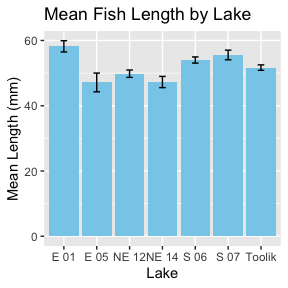 Mean Fish Length by Lake
Mean Length (mm)
60
40
20
0
E 01 E 05 NE 12 NE 14 S 06 S 07 Toolik
Lake